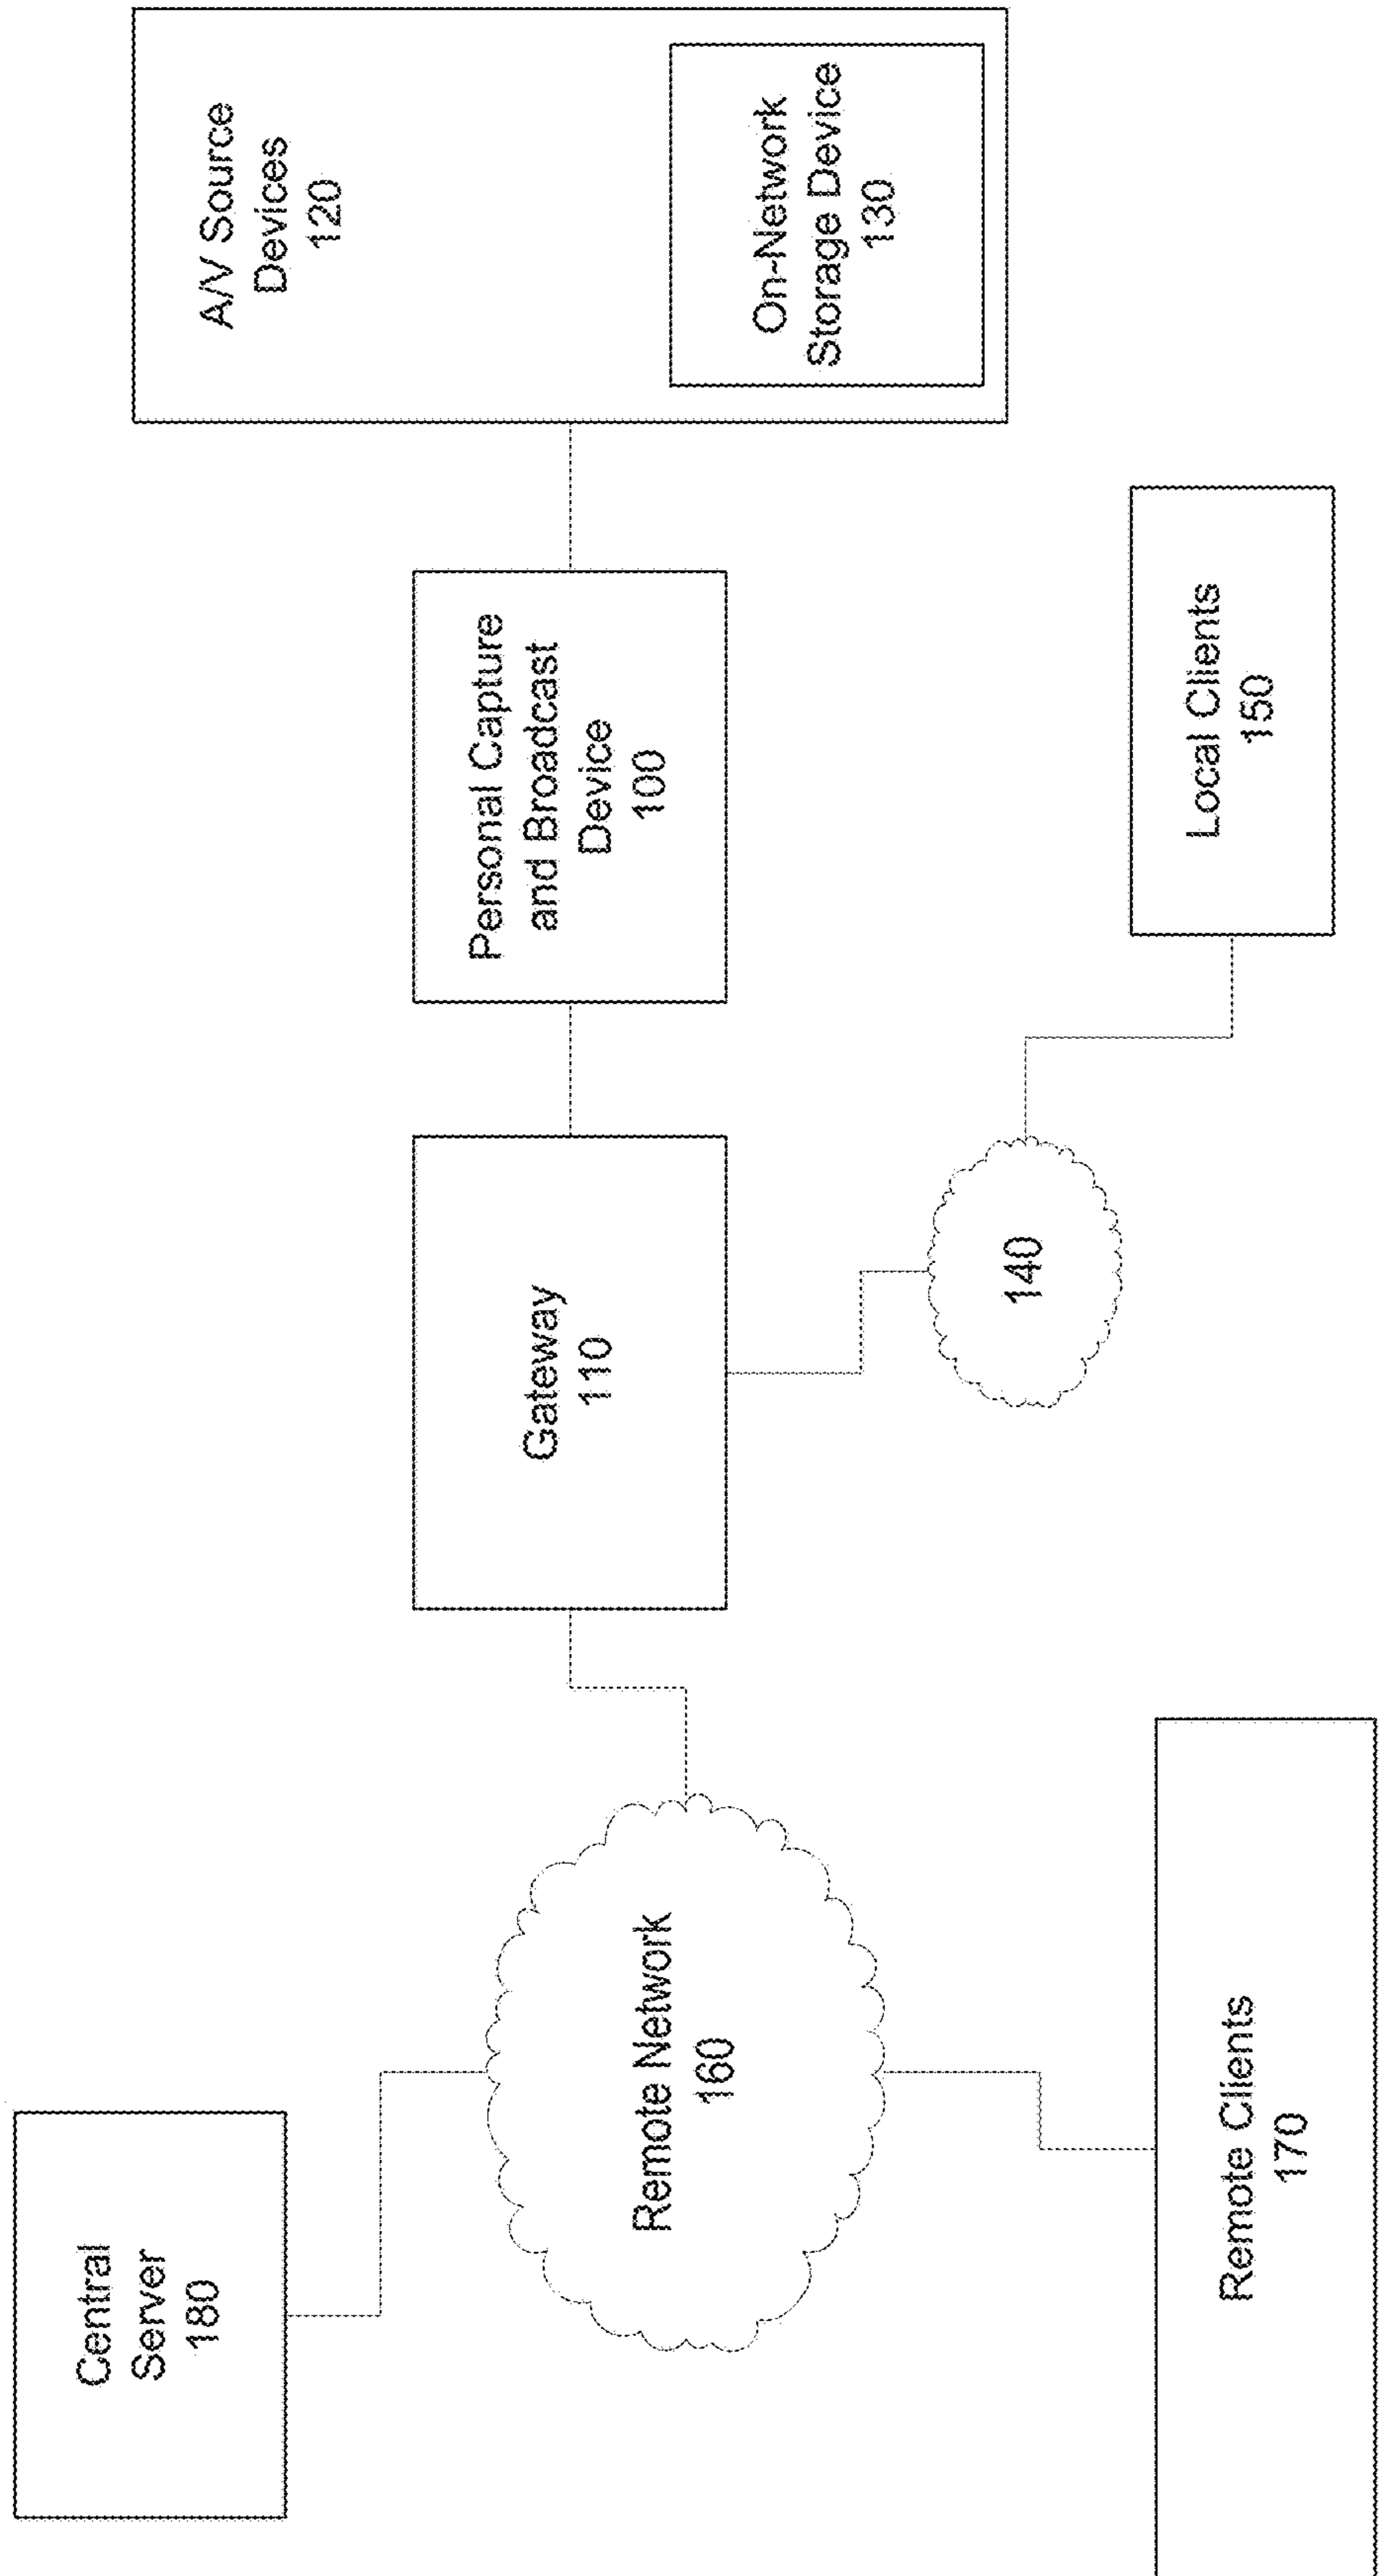 Central
Server
180
Remote Network
160
Remote Clients
170
Gateway
110
140
Personal Capture
and Broadcast
Device
100
Local Clients
150
A/V Source
Devices
120
On-Network
Storage Device
130